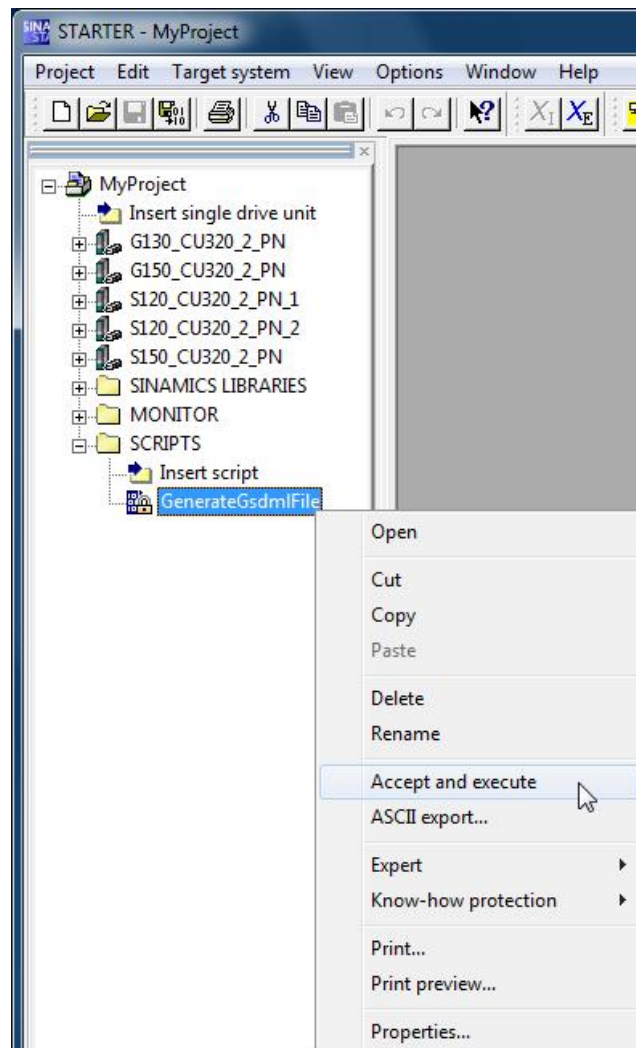 STARTER - MyProject
Project Edit Target system View Options Window Help
MyProject
Insert single drive unit
G130_CU320_2_PN
G150_CU320_2_PN
S120_CU320_2_PN_1
S120_CU320_2_PN_2
S150_CU320_2_PN
SINAMICS LIBRARIES
MONITOR
SCRIPTS
Insert script
GenerateGsdmlFile
Open
Cut
Copy
Paste
Delete
Rename
Accept and execute
ASCII export...
Expert
Know-how protection
Print...
Print preview...
Properties...